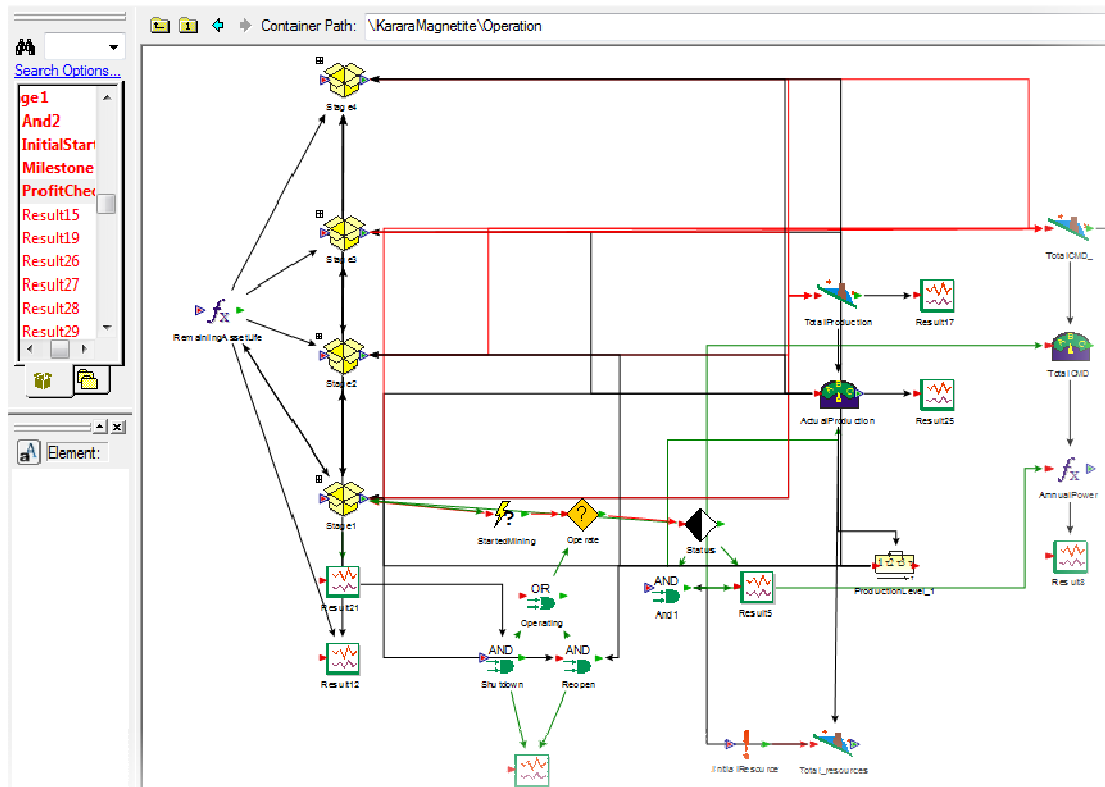 Container Path: \KararaMagnetite\Operation
Search Options...
ge1
And2
InitialStart
Milestone
ProfitChec
Result15
Result19
Result26
Result27
Result28
Result29
Element:
Stage4
Stage3
Stage2
Stage1
RemainingAssetLife
TotalCMD_
TotalProduction
Result17
TotalCMD
ActualProduction
Result25
AnnualPower
StartedMining
Operate
Status
Result8
ProductionLevel_1
Result21
OR
Operating
AND
And1
Result5
AND
Shutdown
AND
Reopen
Result12
InitialResource
Total_resources